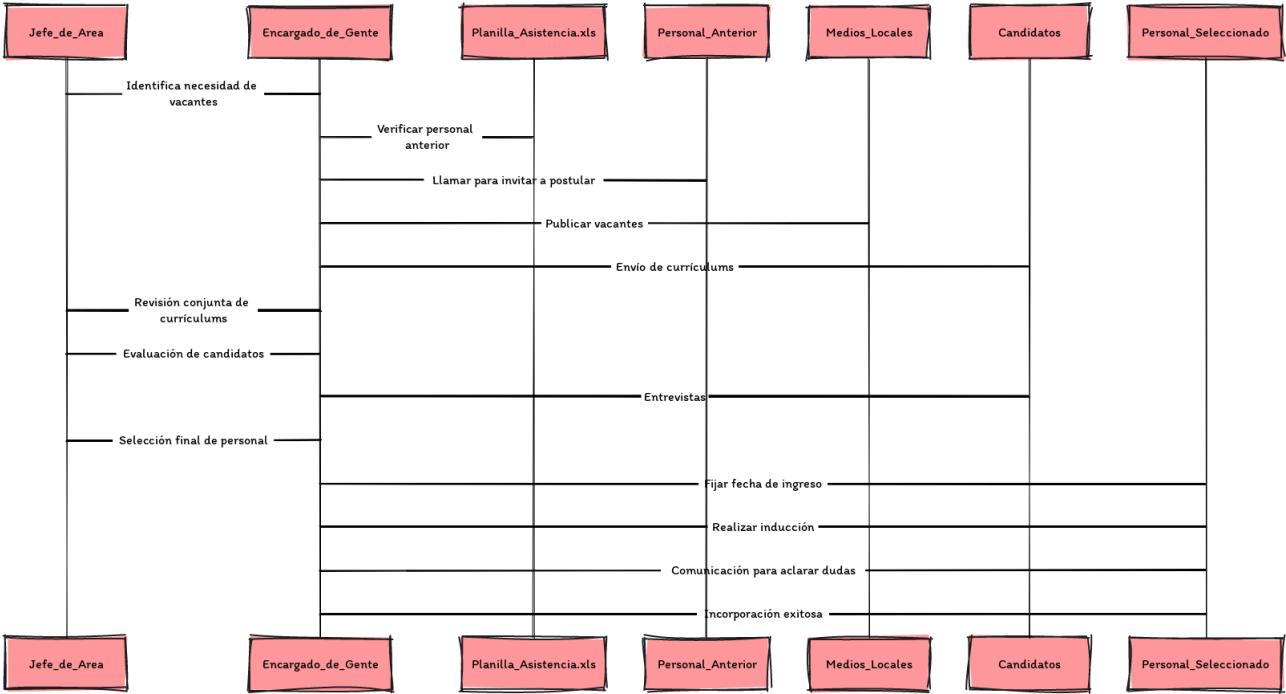 Jefe_de_Area
Encargado_de_Gente
Planilla_Asistencia.xls
Personal_Anterior
Medios_Locales
Candidatos
Personal_Seleccionado
Identifica necesidad de
vacantes
Verificar personal
anterior
Llamar para invitar a postular
Publicar vacantes
Envío de currículums
Revisión conjunta de
currículums
Evaluación de candidatos
Entrevistas
Selección final de personal
Fijar fecha de ingreso
Realizar inducción
Comunicación para aclarar dudas
Incorporación exitosa
Jefe_de_Area
Encargado_de_Gente
Planilla_Asistencia.xls
Personal_Anterior
Medios_Locales
Candidatos
Personal_Seleccionado